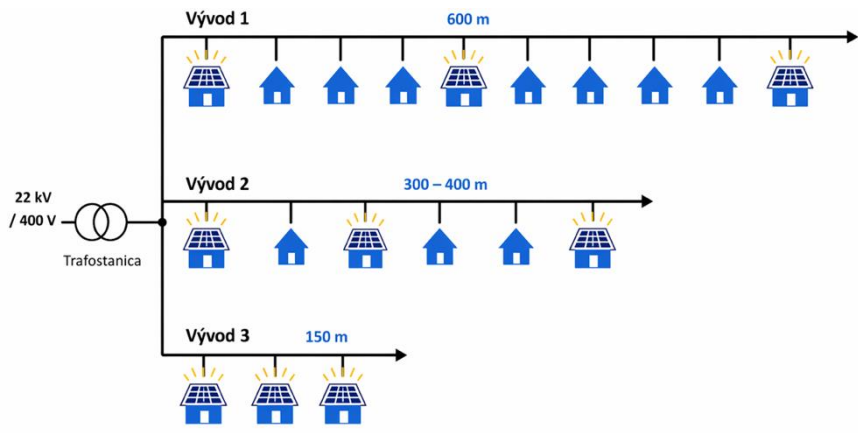 Vývod 1
600 m
Vývod 2
300 – 400 m
22 kV
/ 400 V
Trafostanica
Vývod 3
150 m